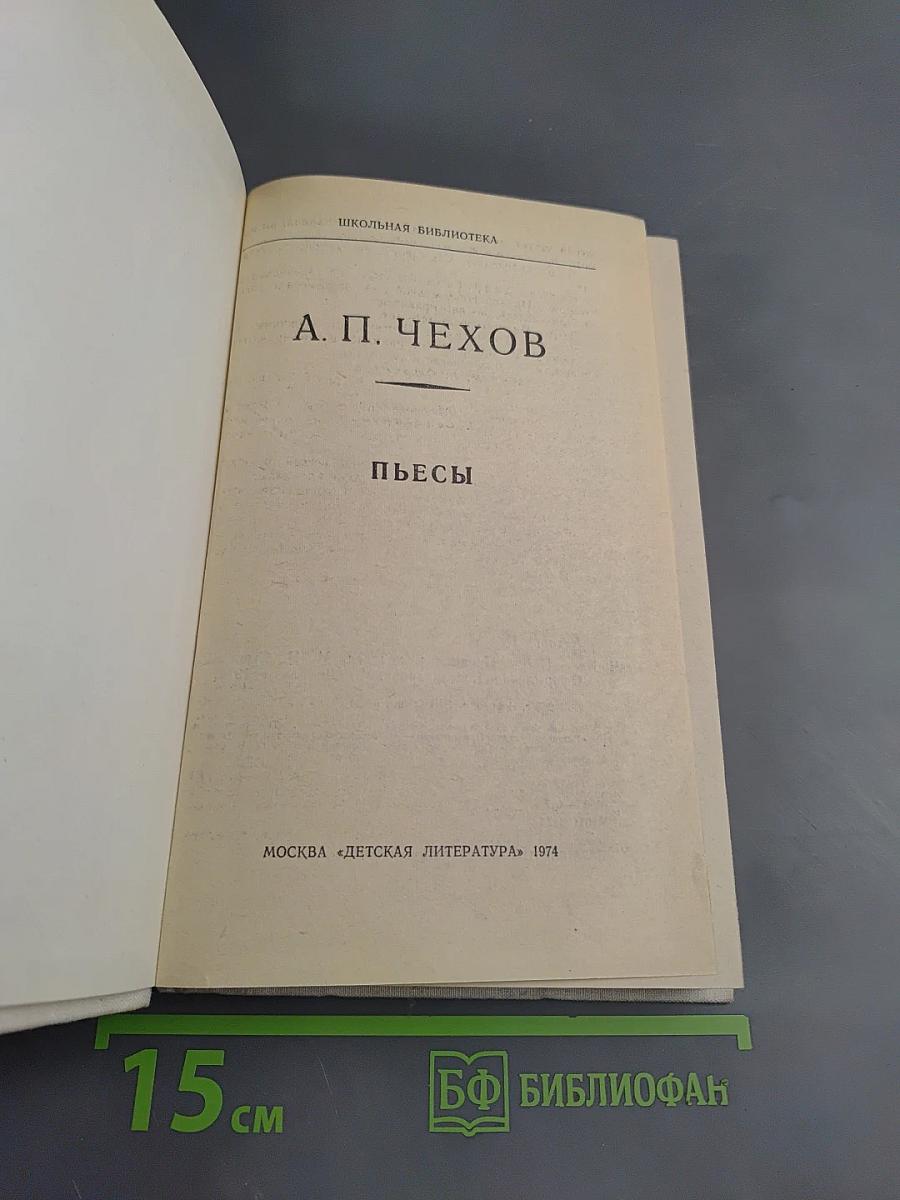 ШКОЛЬНАЯ БИБЛИОТЕКА
А. П. ЧЕХОВ
ПЬЕСЫ
МОСКВА «ДЕТСКАЯ ЛИТЕРАТУРА» 1974
15 см
БФ БИБЛИОФАН